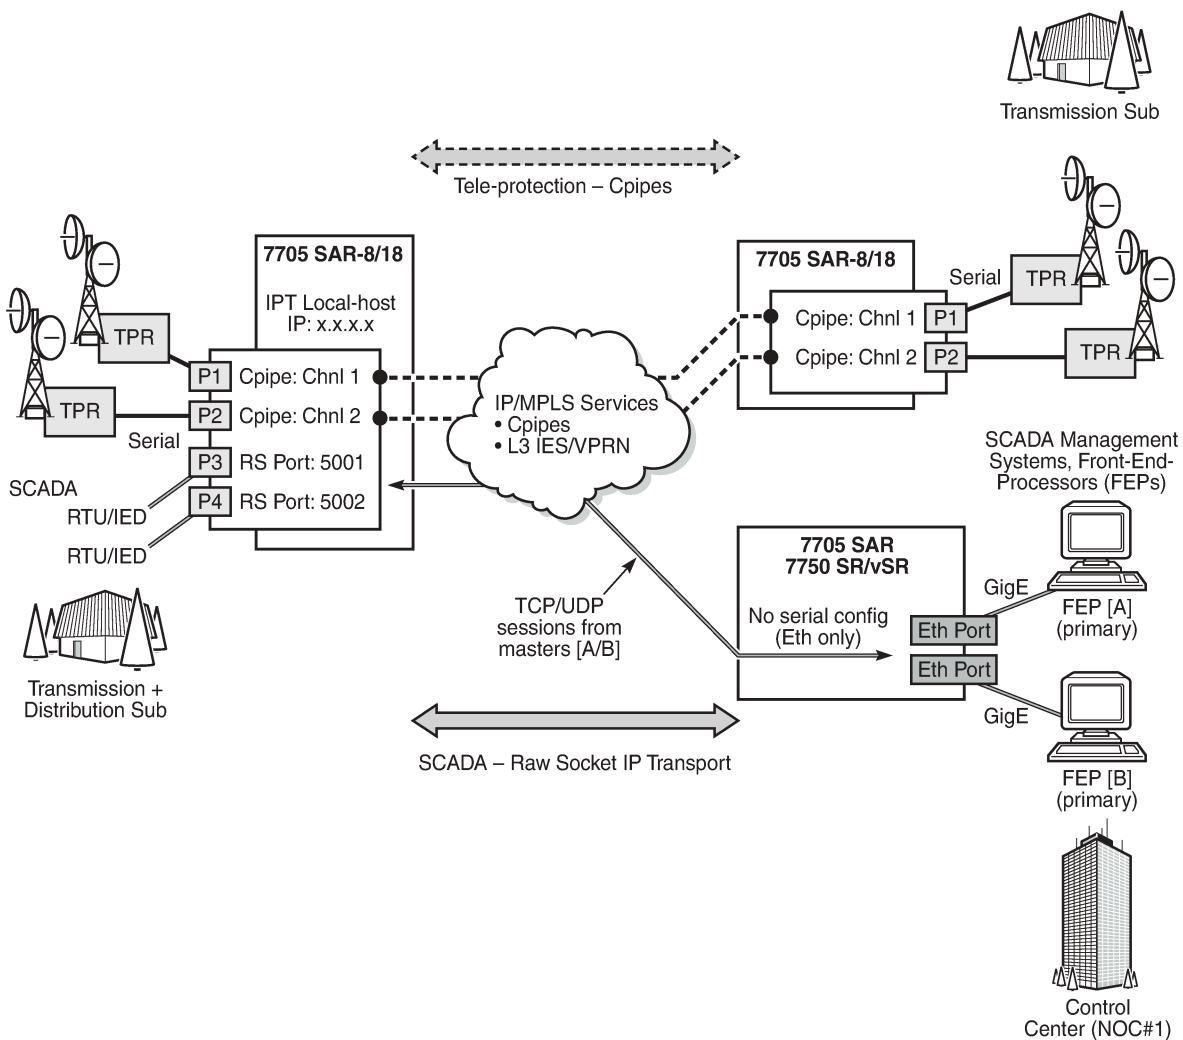 Transmission Sub
Tele-protection – Cpipes
7705 SAR-8/18
IPT Local-host
IP: x.x.x.x
TPR
TPR
Serial
P1
Cpipe: Chnl 1
P2
Cpipe: Chnl 2
P3
RS Port: 5001
P4
RS Port: 5002
SCADA
RTU/IED
RTU/IED
Transmission +
Distribution Sub
IP/MPLS Services
• Cpipes
• L3 IES/VPRN
7705 SAR-8/18
Cpipe: Chnl 1
P1
Cpipe: Chnl 2
P2
Serial
TPR
TPR
SCADA Management
Systems, Front-End-
Processors (FEPs)
7705 SAR
7750 SR/vSR
No serial config
(Eth only)
Eth Port
Eth Port
GigE
FEP [A]
(primary)
GigE
FEP [B]
(primary)
TCP/UDP
sessions from
masters [A/B]
SCADA – Raw Socket IP Transport
Control
Center (NOC#1)